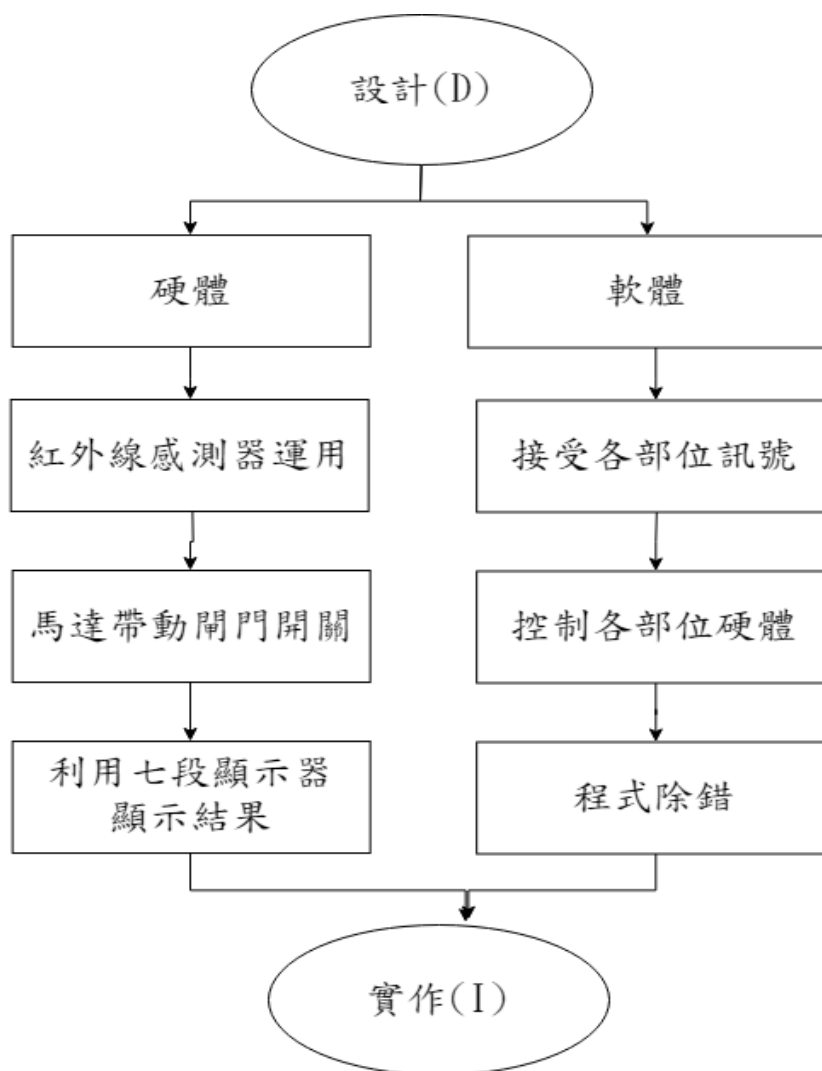 設計(D)
硬體
軟體
紅外線感測器運用
接受各部位訊號
馬達帶動閘門開關
控制各部位硬體
利用七段顯示器
顯示結果
程式除錯
實作(I)